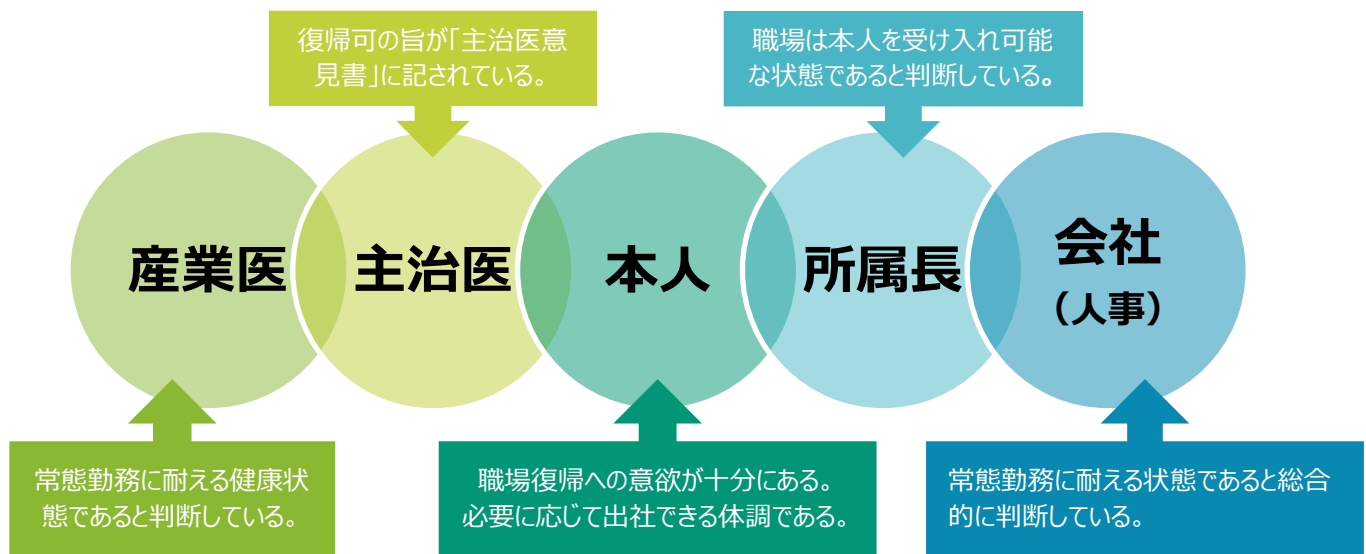 復帰可の旨が「主治医意
見書」に記されている。
職場は本人を受け入れ可能
な状態であると判断している。
産業医
主治医
本人
所属長
会社
（人事）
常態勤務に耐える健康状
態であると判断している。
職場復帰への意欲が十分にある。
必要に応じて出社できる体調である。
常態勤務に耐える状態であると総合
的に判断している。